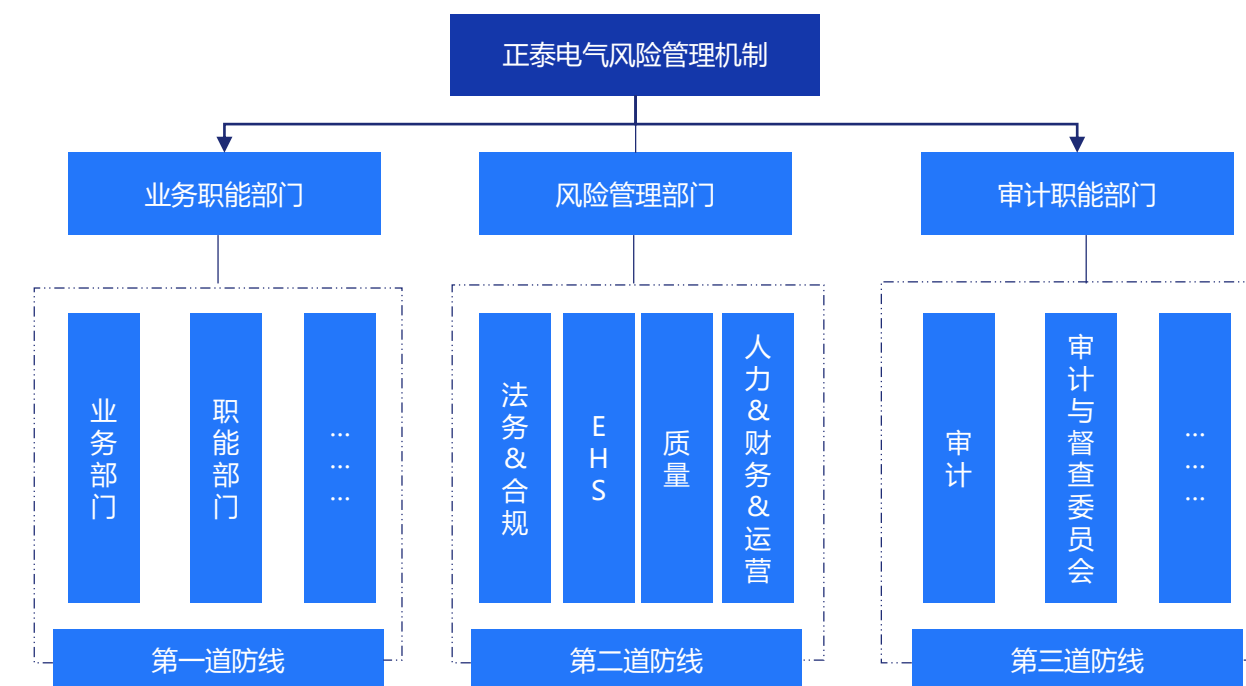 正泰电气风险管理机制
业务职能部门
风险管理部门
审计职能部门
业务部门
职能部门
………
法务&合规
EHS
质量
人力&财务&运营
审计
审计与督查委员会
………
第一道防线
第二道防线
第三道防线